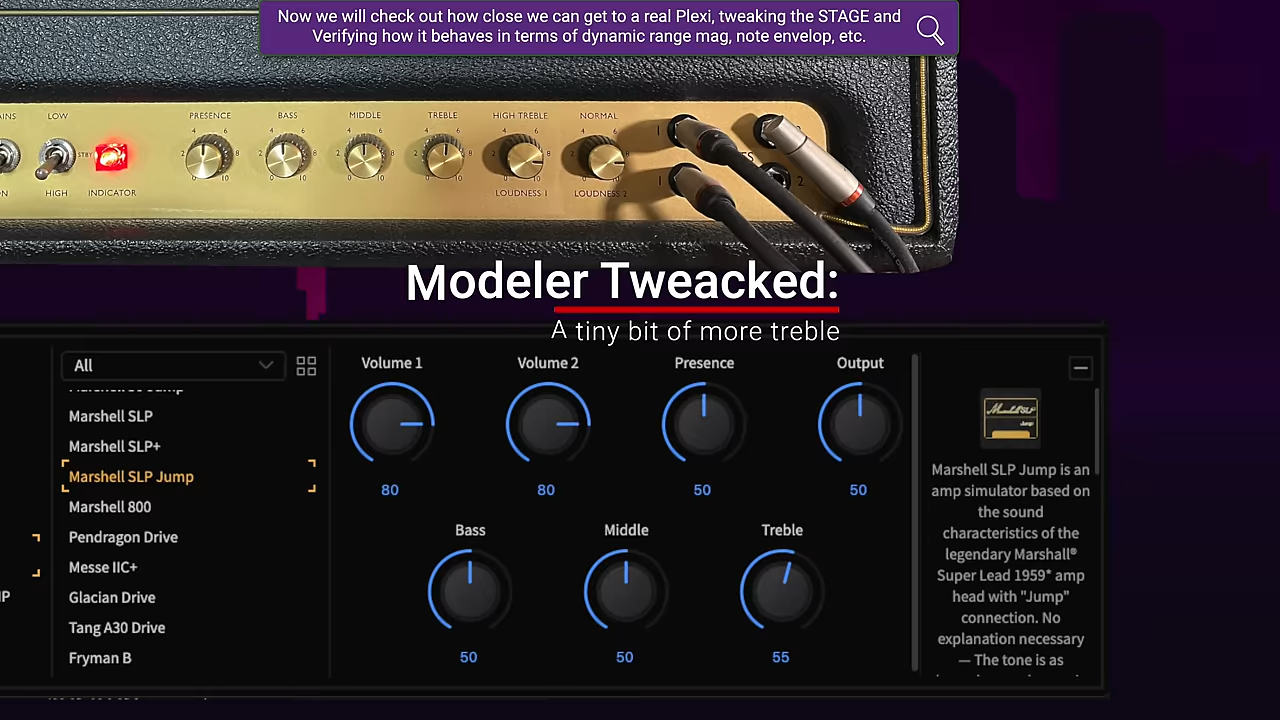 Now we will check out how close we can get to a real Plexi, tweaking the STAGE and
Verifying how it behaves in terms of dynamic range mag, note envelop, etc.
LOW
PRESENCE
BASS
MIDDLE
TREBLE
HIGH TREBLE
NORMAL
STBY
HIGH
INDICATOR
LOUDNESS 1
LOUDNESS 2
Modeler Tweacked:
A tiny bit of more treble
All
Marshell SLP
Marshell SLP+
Marshell SLP Jump
Marshell 800
Pendragon Drive
Messe IIC+
Glacian Drive
Tang A30 Drive
Fryman B
Volume 1
Volume 2
Presence
Output
80
80
50
50
Bass
Middle
Treble
50
50
55
Marshell SLP Jump is an
amp simulator based on
the sound
characteristics of the
legendary Marshall®
Super Lead 1959* amp
head with "Jump"
connection. No
explanation necessary
— The tone is as